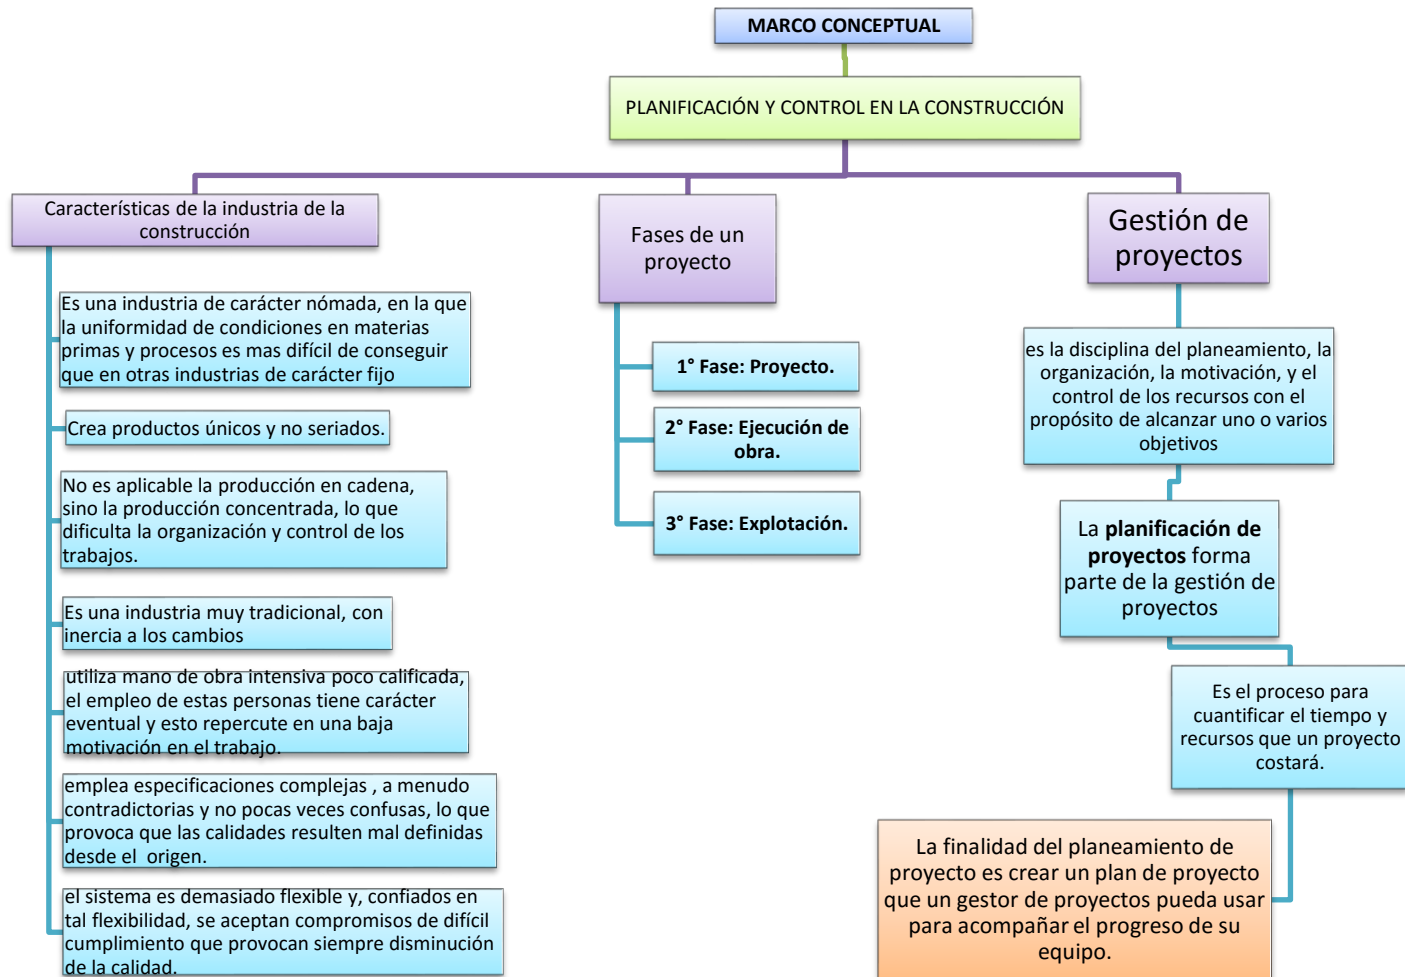 MARCO CONCEPTUAL
PLANIFICACIÓN Y CONTROL EN LA CONSTRUCCIÓN
Características de la industria de la
construcción
Es una industria de carácter nómada, en la que
la uniformidad de condiciones en materias
primas y procesos es mas difícil de conseguir
que en otras industrias de carácter fijo
Crea productos únicos y no seriados.
No es aplicable la producción en cadena,
sino la producción concentrada, lo que
dificulta la organización y control de los
trabajos.
Es una industria muy tradicional, con
inercia a los cambios
utiliza mano de obra intensiva poco calificada,
el empleo de estas personas tiene carácter
eventual y esto repercute en una baja
motivación en el trabajo.
emplea especificaciones complejas , a menudo
contradictorias y no pocas veces confusas, lo que
provoca que las calidades resulten mal definidas
desde el origen.
el sistema es demasiado flexible y, confiados en
tal flexibilidad, se aceptan compromisos de difícil
cumplimiento que provocan siempre disminución
de la calidad.
Fases de un
proyecto
1° Fase: Proyecto.
2° Fase: Ejecución de
obra.
3° Fase: Explotación.
Gestión de
proyectos
es la disciplina del planeamiento, la
organización, la motivación, y el
control de los recursos con el
propósito de alcanzar uno o varios
objetivos
La planificación de
proyectos forma
parte de la gestión de
proyectos
Es el proceso para
cuantificar el tiempo y
recursos que un proyecto
costará.
La finalidad del planeamiento de
proyecto es crear un plan de proyecto
que un gestor de proyectos pueda usar
para acompañar el progreso de su
equipo.